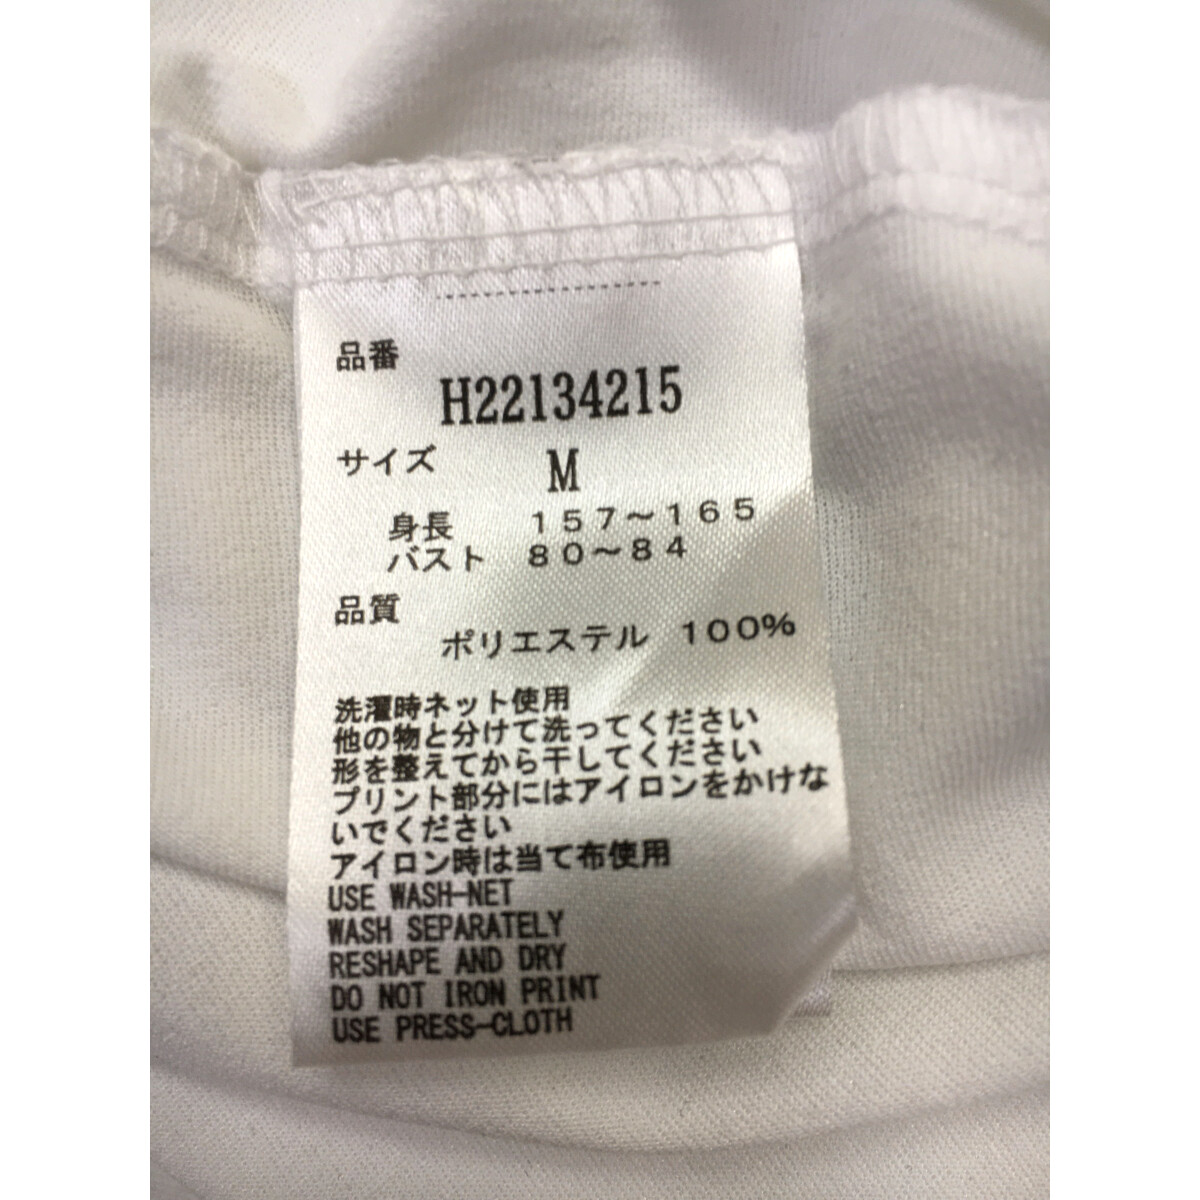 品番
H22134215
サイズ M
身長 １５７～１６５
バスト ８０～８４
品質
ポリエステル １００％
洗濯時ネット使用
他の物と分けて洗ってください
形を整えてから干してください
プリント部分にはアイロンをかけな
いでください
アイロン時は当て布使用
USE WASH-NET
WASH SEPARATELY
RESHAPE AND DRY
DO NOT IRON PRINT
USE PRESS-CLOTH